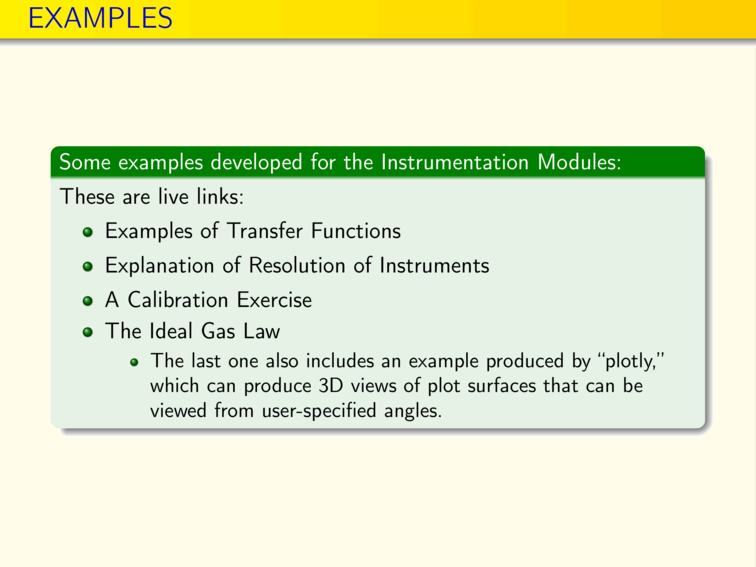 EXAMPLES
Some examples developed for the Instrumentation Modules:
These are live links:
Examples of Transfer Functions
Explanation of Resolution of Instruments
A Calibration Exercise
The Ideal Gas Law
The last one also includes an example produced by “plotly,”
which can produce 3D views of plot surfaces that can be
viewed from user-specified angles.